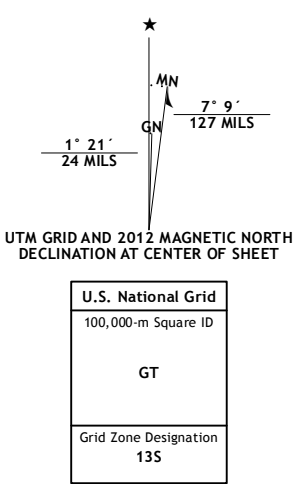 ★
MN
GN
7° 9´
127 MILS
1° 21´
24 MILS
UTM GRID AND 2012 MAGNETIC NORTH
DECLINATION AT CENTER OF SHEET
U.S. National Grid
100,000-m Square ID
GT
Grid Zone Designation
13S